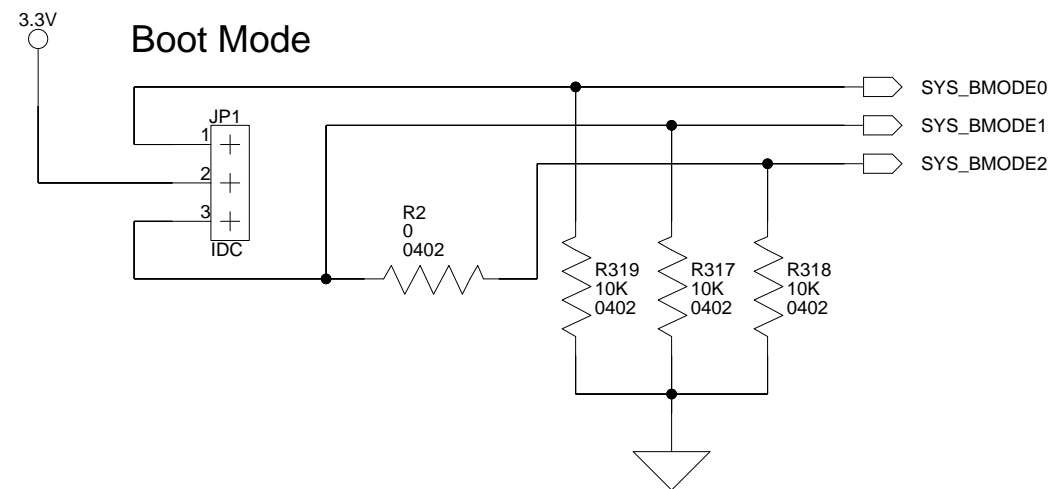 3.3V
Boot Mode
SYS_BMODE0
JP1
SYS_BMODE1
1
SYS_BMODE2
2
3
IDC
R2
0
0402
R319
10K
0402
R317
10K
0402
R318
10K
0402